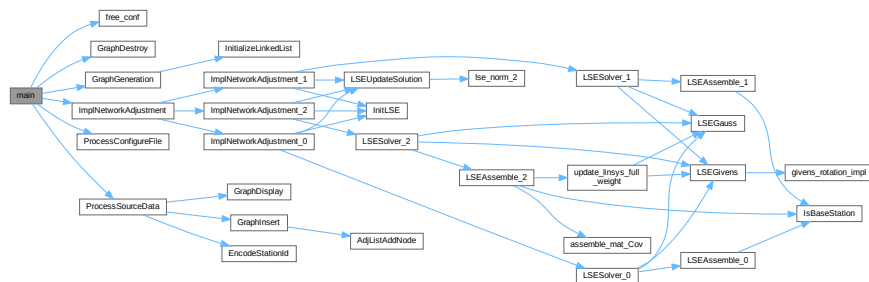 main
free_conf
GraphDestroy
GraphGeneration
ImplNetworkAdjustment
ProcessConfigureFile
ProcessSourceData
InitializeLinkedList
ImplNetworkAdjustment_1
ImplNetworkAdjustment_2
ImplNetworkAdjustment_0
GraphDisplay
GraphInsert
EncodeStationId
LSEUpdateSolution
InitLSE
LSESolver_2
AdjListAddNode
lse_norm_2
LSEAssemble_2
LSESolver_1
update_linsys_full
_weight
assemble_mat_Cov
LSESolver_0
LSEAssemble_1
LSEGauss
LSEGivens
LSEAssemble_0
givens_rotation_impl
IsBaseStation